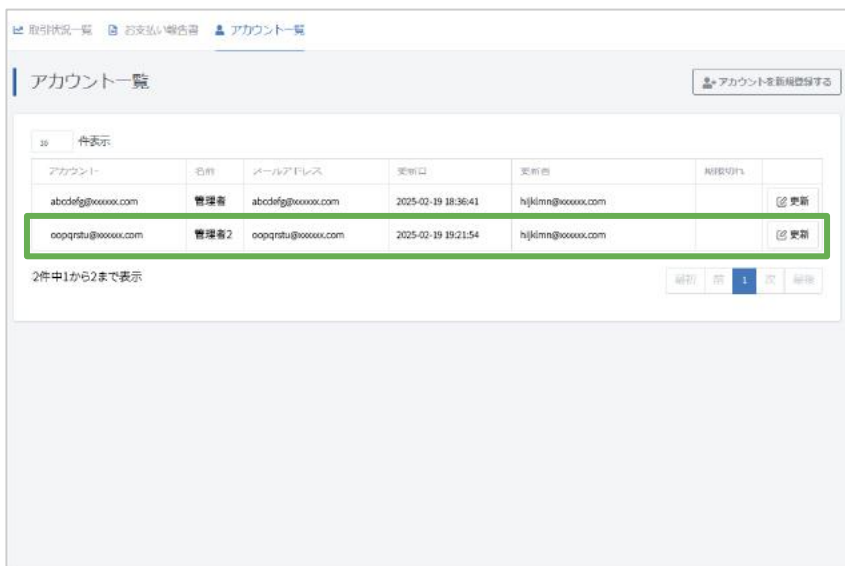 取引状況一覧 お支払い報告書 アカウント一覧
アカウント一覧
アカウントを新規登録する
10 件表示
アカウント 名前 メールアドレス 更新日 更新者 期限切れ
abcdefg@xxxxxx.com 管理者 abcdefg@xxxxxx.com 2025-02-19 18:36:41 hijklmn@xxxxxx.com 更新
oopqrstu@xxxxxx.com 管理者2 oopqrstu@xxxxxx.com 2025-02-19 19:21:54 hijklmn@xxxxxx.com 更新
2件中1から2まで表示
最初 前 1 次 最後